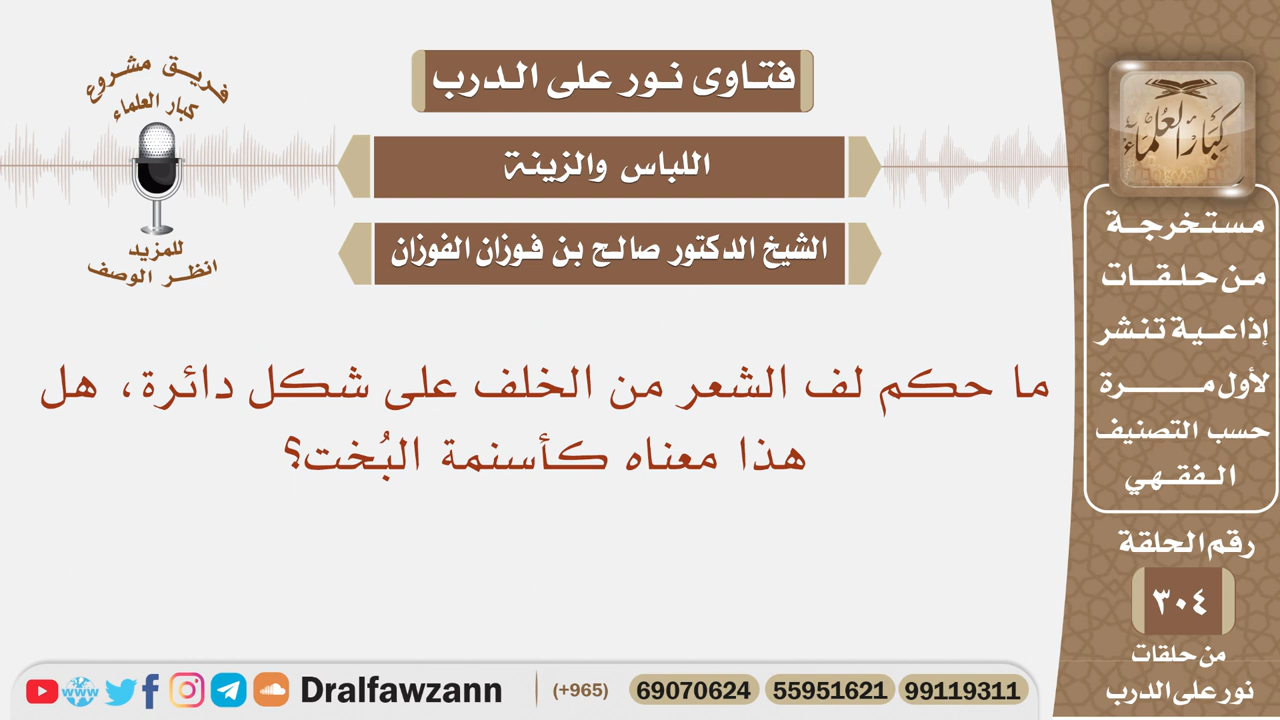 فتاوى نور على الدرب
اللباس والزينة
الشيخ الدكتور صالح بن فوزان الفوزان
فريق مشروع
كبار العلماء
للمزيد
انظر الوصف
ما حكم لف الشعر من الخلف على شكل دائرة، هل
هذا معناه كأسنمة البُخت؟
كبار العلماء
مستخرجة
من حلقات
إذاعية تنشر
لأول مرة
حسب التصنيف
الفقهي
رقم الحلقة
٣٠٤
من حلقات
نور على الدرب
www
Dralfawzann
(+965)
69070624
55951621
99119311